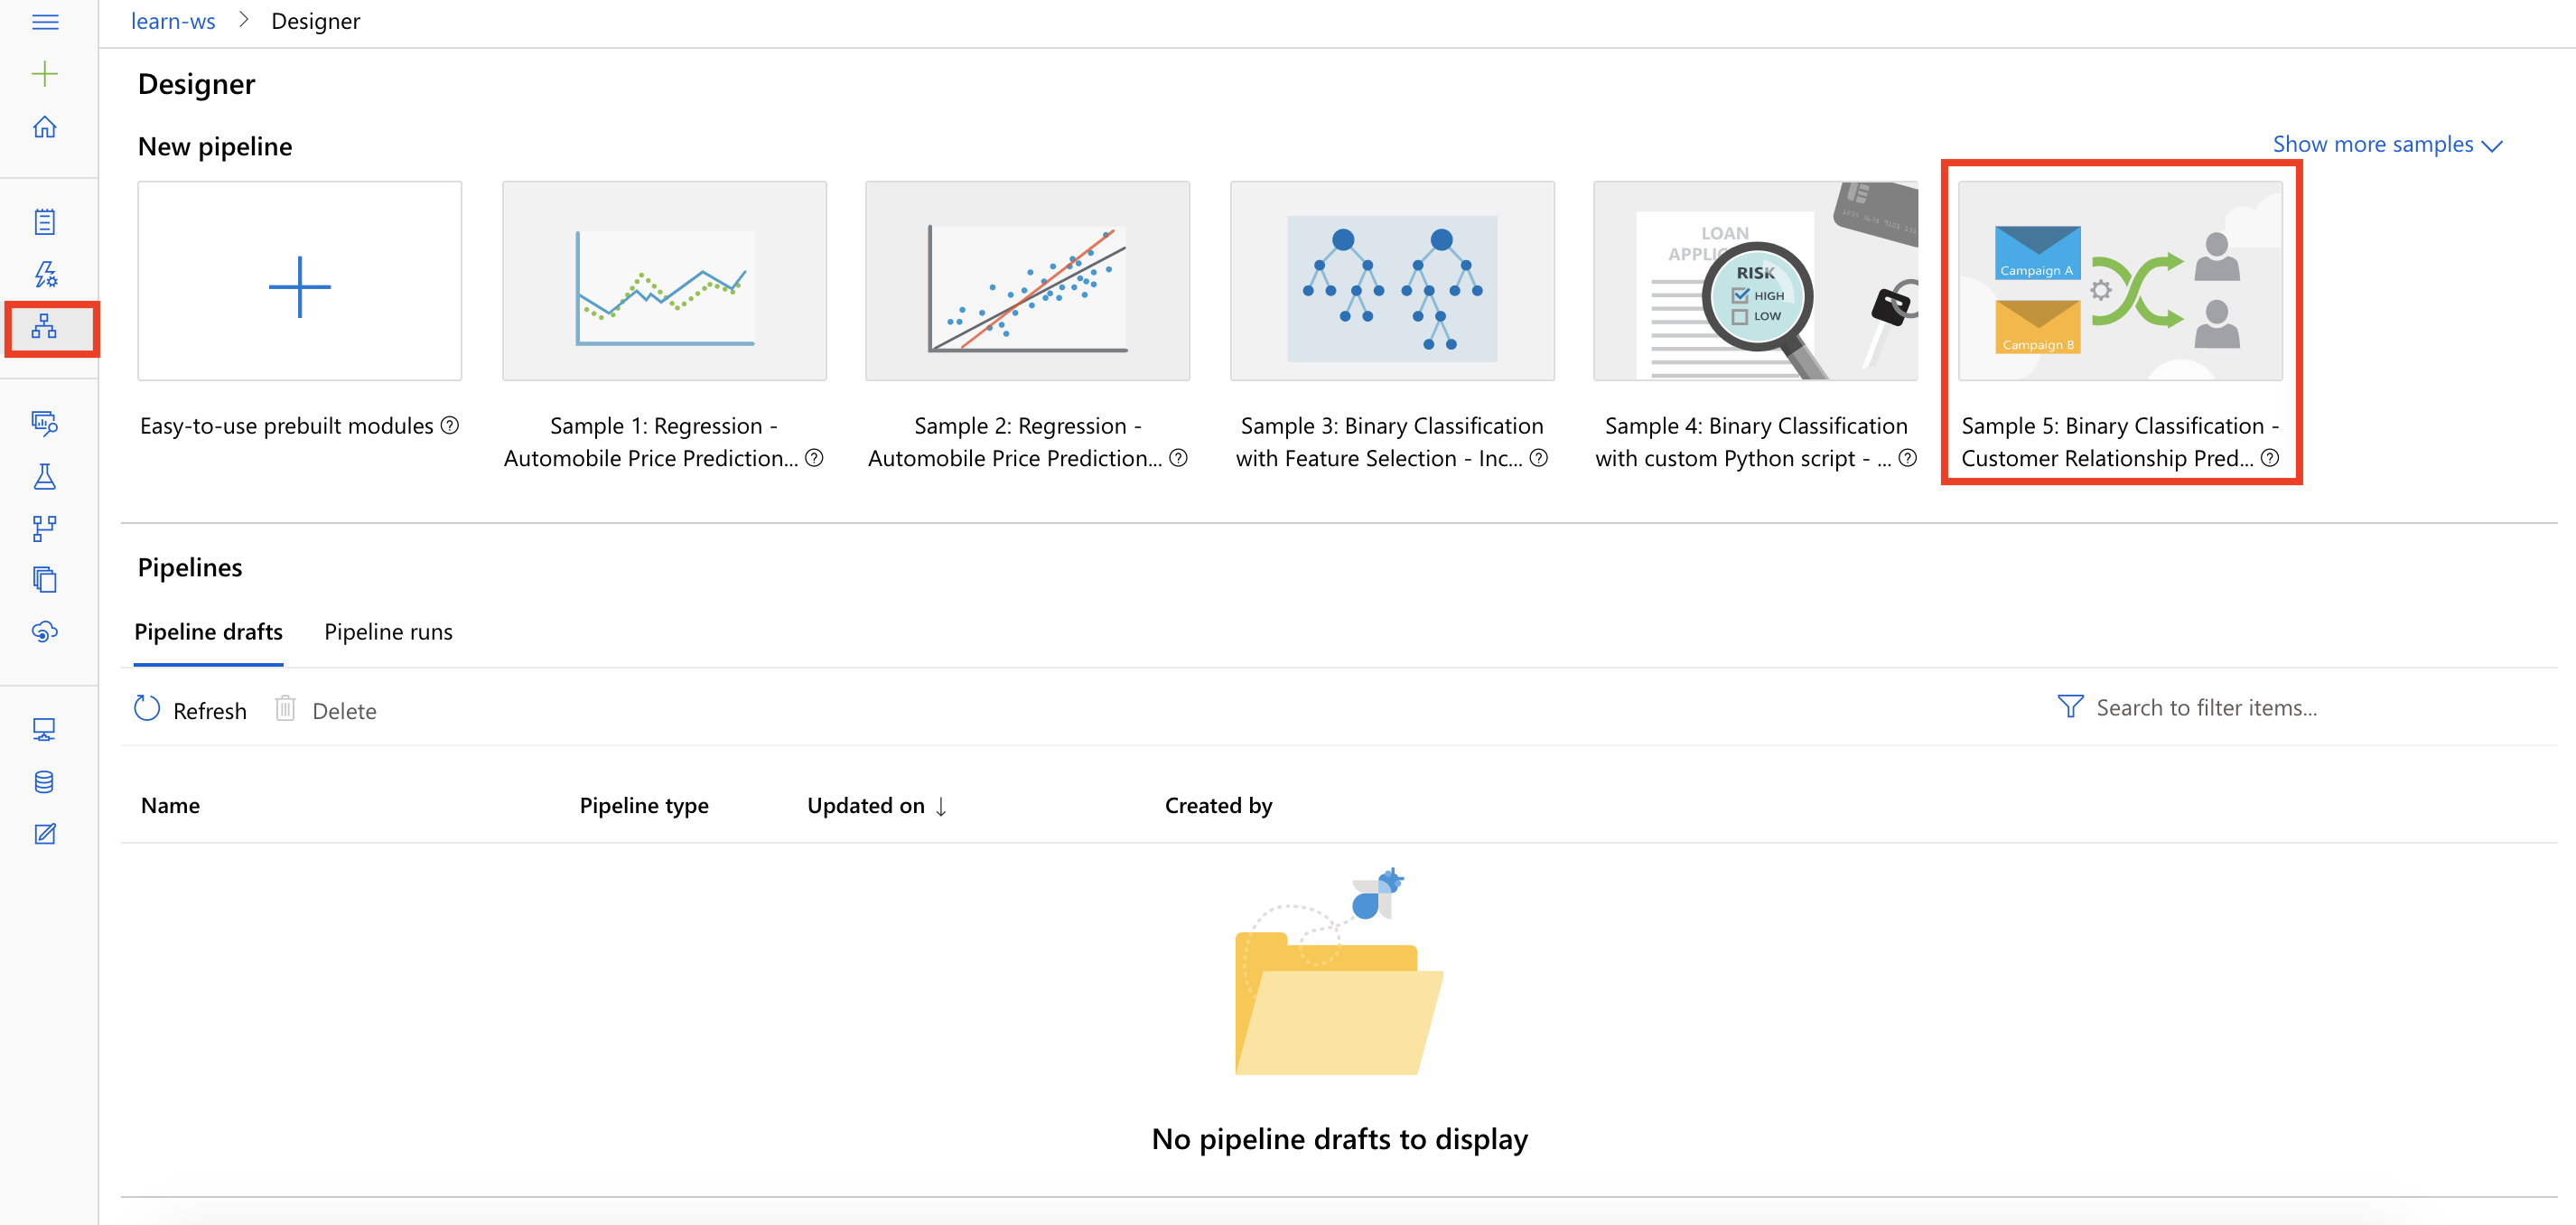 learn-ws > Designer
Designer
New pipeline
Show more samples
LOAN
RISK
HIGH
LOW
Campaign A
Campaign B
Easy-to-use prebuilt modules
Sample 1: Regression -
Automobile Price Prediction...
Sample 2: Regression -
Automobile Price Prediction...
Sample 3: Binary Classification
with Feature Selection - Inc...
Sample 4: Binary Classification
with custom Python script - ...
Sample 5: Binary Classification -
Customer Relationship Pred...
Pipelines
Pipeline drafts Pipeline runs
Refresh Delete
Search to filter items...
Name Pipeline type Updated on ↓ Created by
No pipeline drafts to display